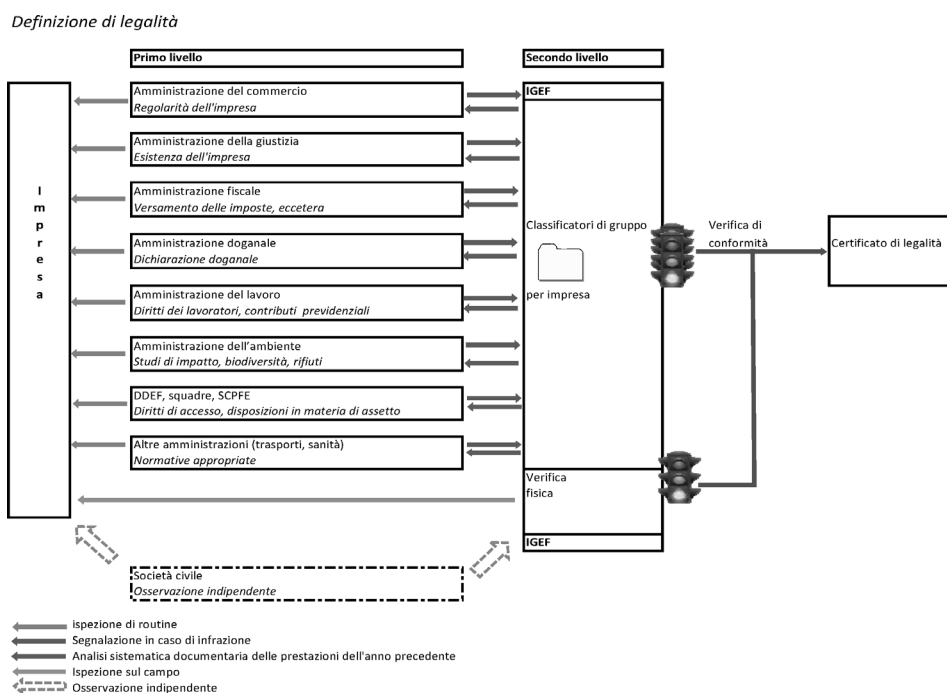 Definizione di legalità
Primo livello
Secondo livello
Impresa
Amministrazione del commercio
Regolarità dell'impresa
Amministrazione della giustizia
Esistenza dell'impresa
Amministrazione fiscale
Versamento delle imposte, eccetera
Amministrazione doganale
Dichiarazione doganale
Amministrazione del lavoro
Diritti dei lavoratori, contributi previdenziali
Amministrazione dell'ambiente
Studi di impatto, biodiversità, rifiuti
DDEF, squadre, SCPFE
Diritti di accesso, disposizioni in materia di assetto
Altre amministrazioni (trasporti, sanità)
Normative appropriate
IGEF
Classificatori di gruppo
per impresa
Verifica
fisica
IGEF
Verifica di
conformità
Certificato di legalità
Società civile
Osservazione indipendente
ispezione di routine
Segnalazione in caso di infrazione
Analisi sistematica documentaria delle prestazioni dell'anno precedente
Ispezione sul campo
Osservazione indipendente